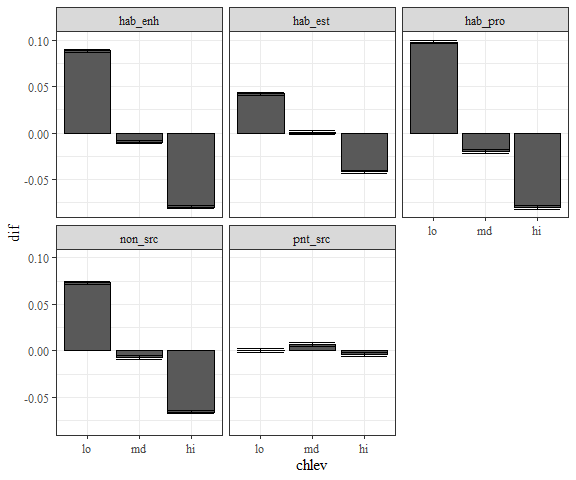 hab_enh hab_est hab_pro
0.10
0.05
0.00
-0.05
lo md hi
dif
non_src pnt_src
0.10
0.05
0.00
-0.05
lo md hi lo md hi
chlev